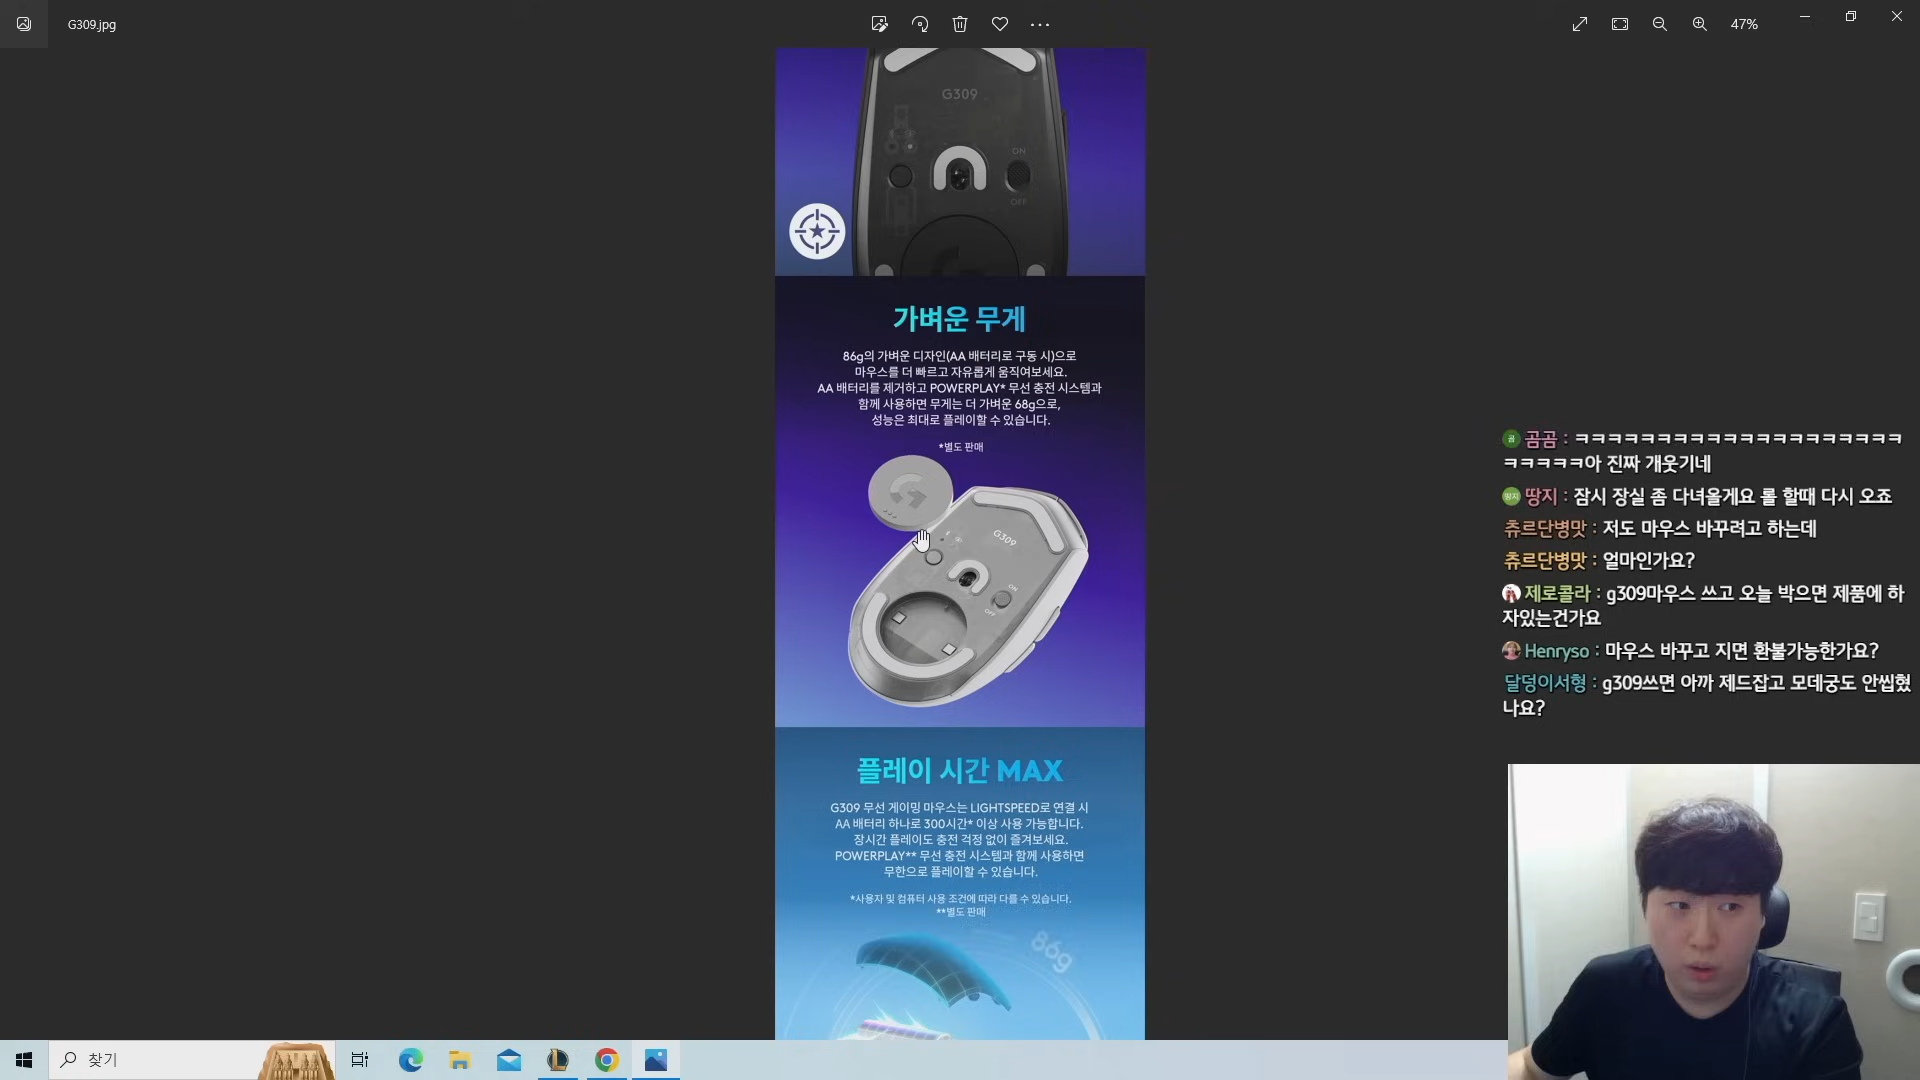 G309.jpg
47%
G309
ON
OFF
가벼운 무게
86g의 가벼운 디자인(AA 배터리로 구동 시)으로
마우스를 더 빠르고 자유롭게 움직여보세요.
AA 배터리를 제거하고 POWERPLAY* 무선 충전 시스템과
함께 사용하면 무게는 더 가벼운 68g으로,
성능은 최대로 플레이할 수 있습니다.
*별도 판매
G309
ON
OFF
플레이 시간 MAX
G309 무선 게이밍 마우스는 LIGHTSPEED로 연결 시
AA 배터리 하나로 300시간* 이상 사용 가능합니다.
장시간 플레이도 충전 걱정 없이 즐겨보세요.
POWERPLAY** 무선 충전 시스템과 함께 사용하면
무한으로 플레이할 수 있습니다.
*사용자 및 컴퓨터 사용 조건에 따라 다를 수 있습니다.
**별도 판매
86g
곰 곰곰 : ㅋㅋㅋㅋㅋㅋㅋㅋㅋㅋㅋㅋㅋㅋㅋㅋㅋㅋㅋㅋ
ㅋㅋㅋㅋㅋ아 진짜 개웃기네
땅지 땅지 : 잠시 장실 좀 다녀올게요 롤 할때 다시 오죠
츄르단병맛 : 저도 마우스 바꾸려고 하는데
츄르단병맛 : 얼마인가요?
제로콜라 : g309마우스 쓰고 오늘 박으면 제품에 하
자있는건가요
Henryso : 마우스 바꾸고 지면 환불가능한가요?
달덩이서형 : g309쓰면 아까 제드잡고 모데궁도 안씹혔
나요?
찾기